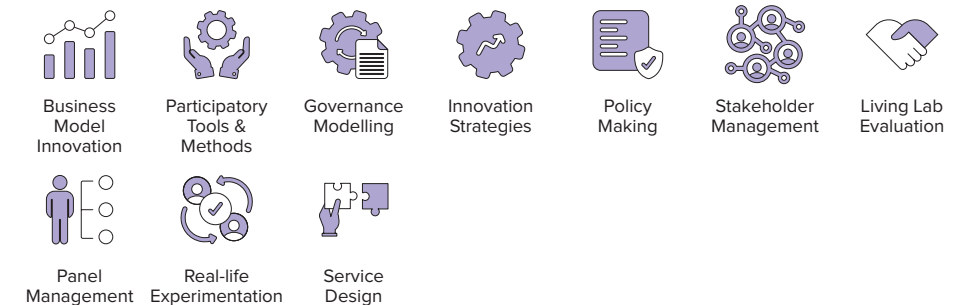 Business
Model
Innovation
Participatory
Tools &
Methods
Governance
Modelling
Innovation
Strategies
Policy
Making
Stakeholder
Management
Living Lab
Evaluation
Panel
Management
Real-life
Experimentation
Service
Design